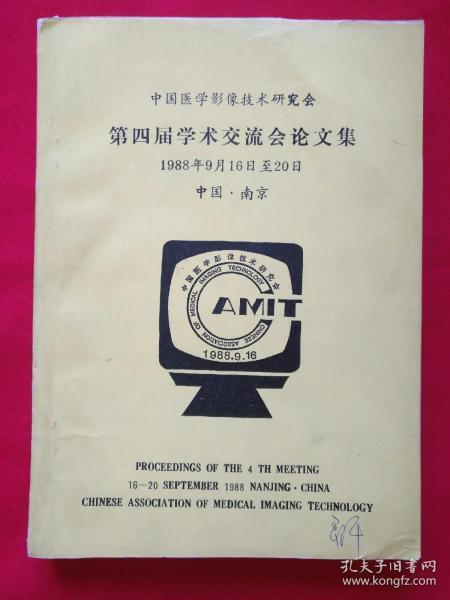 中国医学影像技术研究会
第四届学术交流会论文集
1988年9月16日至20日
中国·南京
中国医学影像技术研究会
CHINESE ASSOCIATION OF MEDICAL IMAGING TECHNOLOGY
CAMIT
1988.9.16
PROCEEDINGS OF THE 4 TH MEETING
16—20 SEPTEMBER 1988 NANJING·CHINA
CHINESE ASSOCIATION OF MEDICAL IMAGING TECHNOLOGY
孔夫子旧书网
www.kongfz.com